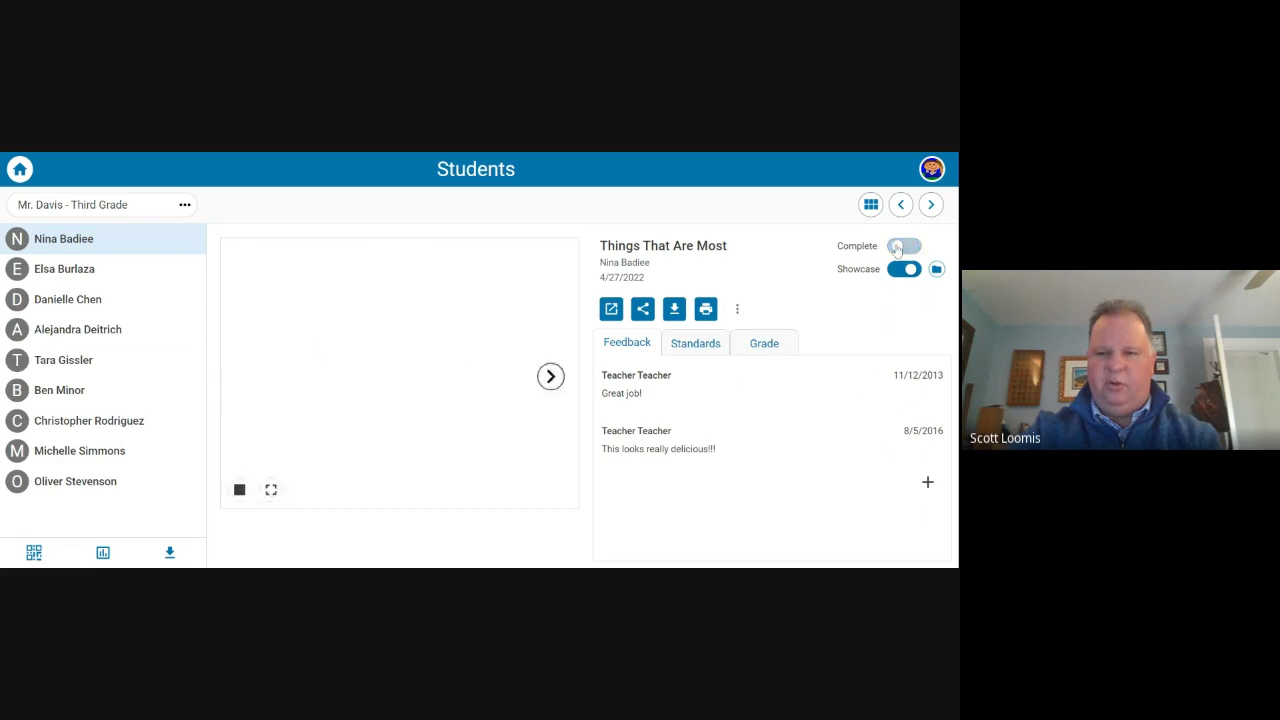 Students
Mr. Davis - Third Grade
N Nina Badiee
E Elsa Burlaza
D Danielle Chen
A Alejandra Deitrich
T Tara Gissler
B Ben Minor
C Christopher Rodriguez
M Michelle Simmons
O Oliver Stevenson
Things That Are Most
Nina Badiee
4/27/2022
Complete
Showcase
Feedback Standards Grade
Teacher Teacher 11/12/2013
Great job!
Teacher Teacher 8/5/2016
This looks really delicious!!!
Scott Loomis